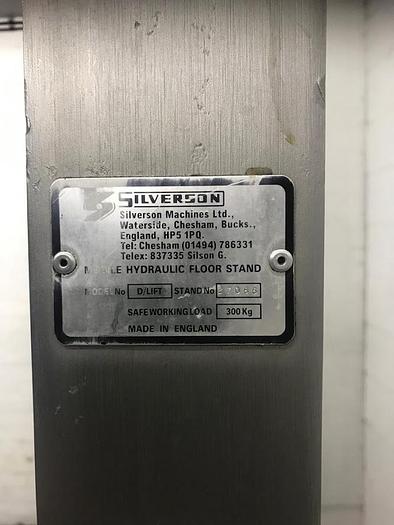 SILVERSON
Silverson Machines Ltd.,
Waterside, Chesham, Bucks.,
England, HP5 1PQ.
Tel: Chesham (01494) 786331
Telex: 837335 Silson G.
HYDRAULIC FLOOR STAND
MODEL No D/LIFT STAND No
SAFE WORKING LOAD 300Kg
MADE IN ENGLAND